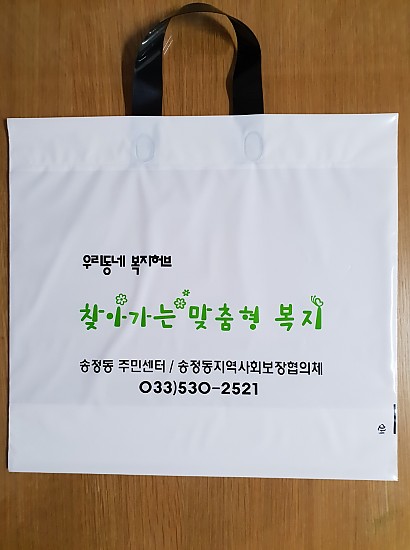 우리동네 복지허브
찾아가는 맞춤형 복지
송정동 주민센터 / 송정동지역사회보장협의체
033)530-2521